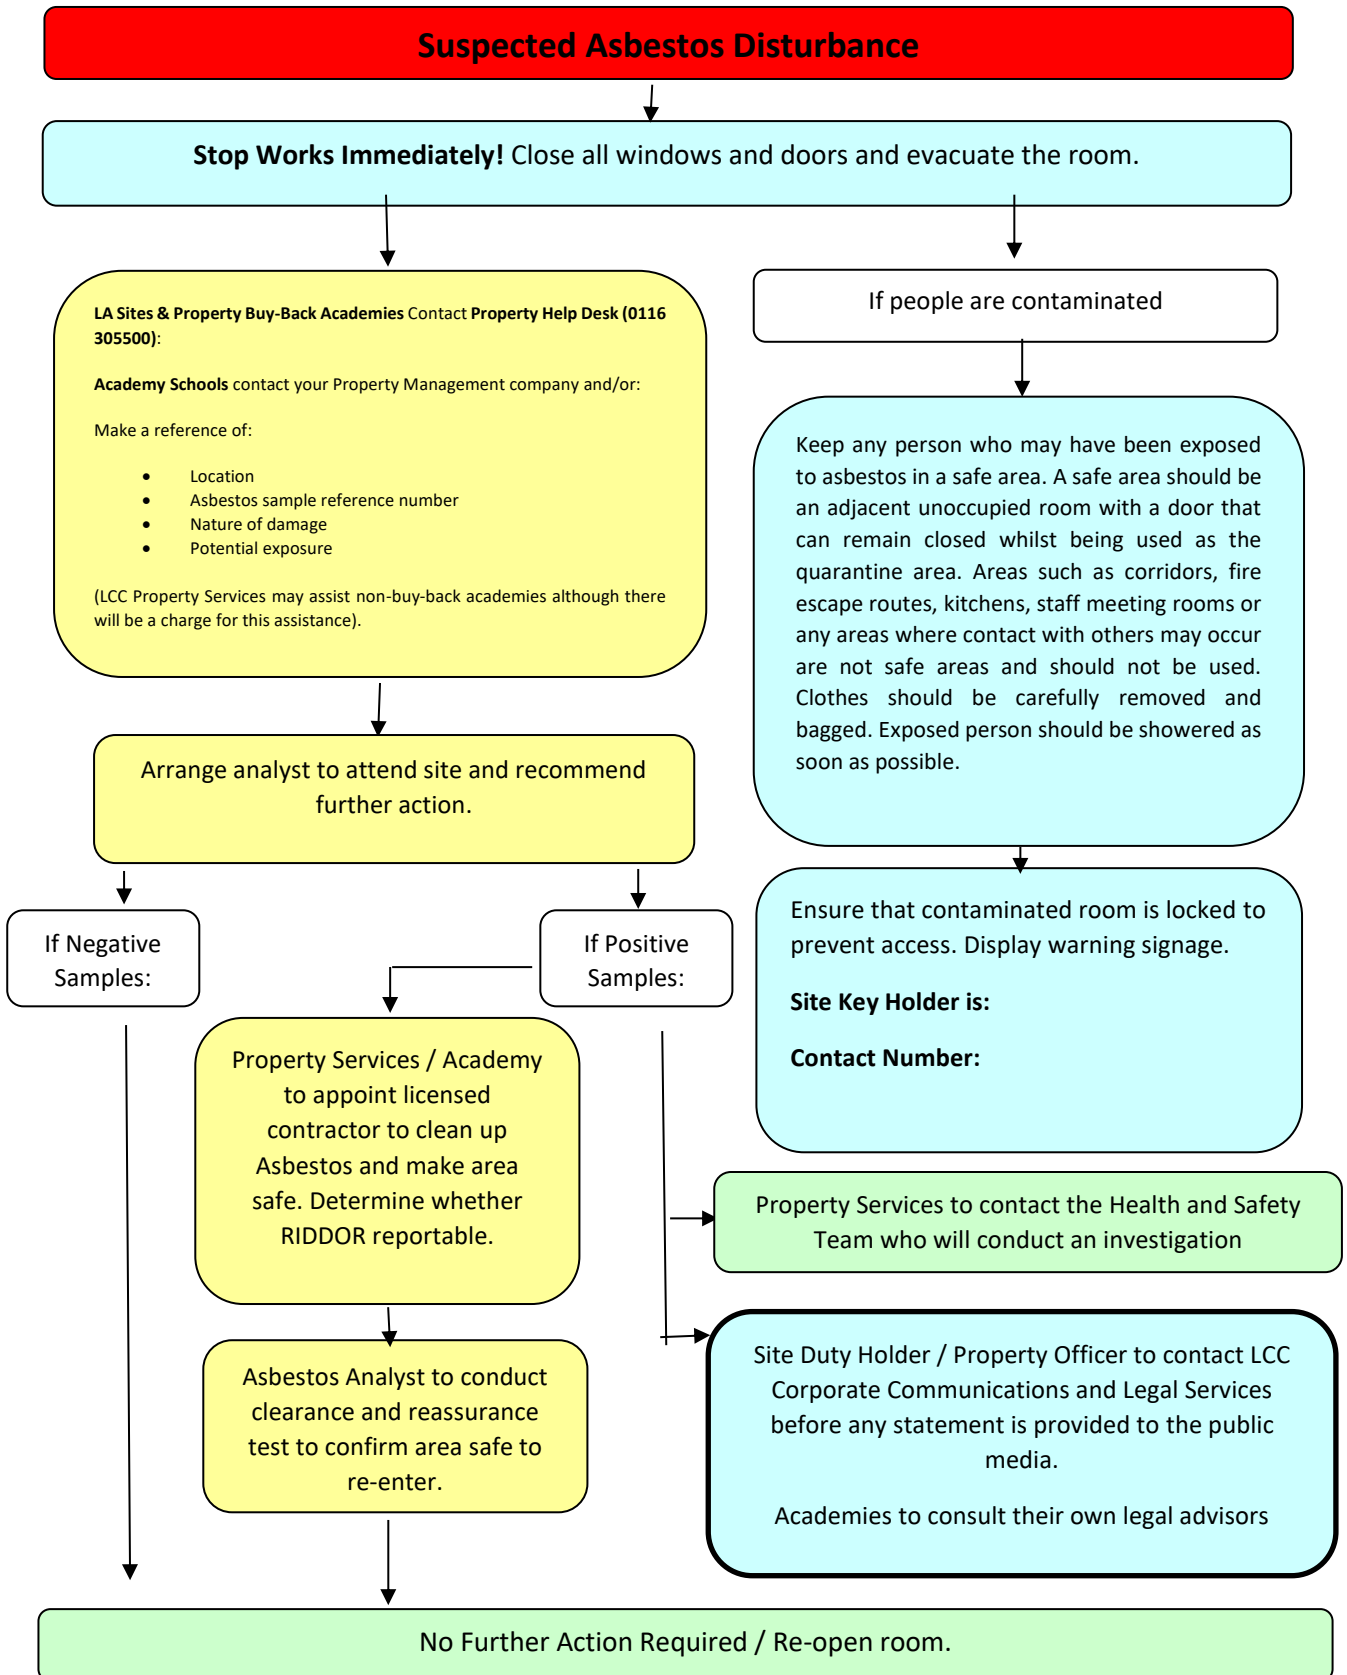 Suspected Asbestos Disturbance
Stop Works Immediately! Close all windows and doors and evacuate the room.
LA Sites & Property Buy-Back Academies Contact Property Help Desk (0116
305500):
Academy Schools contact your Property Management company and/or:
Make a reference of:
• Location
• Asbestos sample reference number
• Nature of damage
• Potential exposure
(LCC Property Services may assist non-buy-back academies although there
will be a charge for this assistance).
If people are contaminated
Keep any person who may have been exposed
to asbestos in a safe area. A safe area should be
an adjacent unoccupied room with a door that
can remain closed whilst being used as the
quarantine area. Areas such as corridors, fire
escape routes, kitchens, staff meeting rooms or
any areas where contact with others may occur
are not safe areas and should not be used.
Clothes should be carefully removed and
bagged. Exposed person should be showered as
soon as possible.
Arrange analyst to attend site and recommend
further action.
Ensure that contaminated room is locked to
prevent access. Display warning signage.
Site Key Holder is:
Contact Number:
If Negative
Samples:
If Positive
Samples:
Property Services / Academy
to appoint licensed
contractor to clean up
Asbestos and make area
safe. Determine whether
RIDDOR reportable.
Property Services to contact the Health and Safety
Team who will conduct an investigation
Asbestos Analyst to conduct
clearance and reassurance
test to confirm area safe to
re-enter.
Site Duty Holder / Property Officer to contact LCC
Corporate Communications and Legal Services
before any statement is provided to the public
media.
Academies to consult their own legal advisors
No Further Action Required / Re-open room.